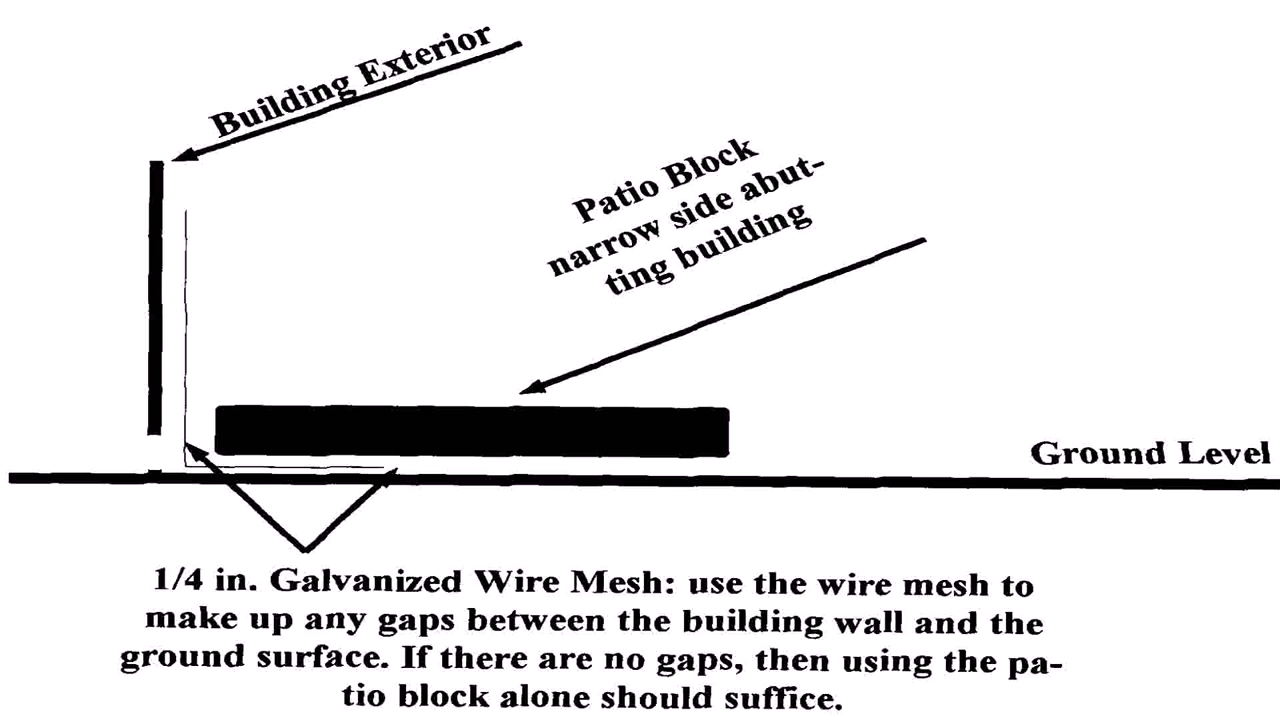 Building Exterior
Patio Block
narrow side abut-
ting building
Ground Level
1/4 in. Galvanized Wire Mesh: use the wire mesh to
make up any gaps between the building wall and the
ground surface. If there are no gaps, then using the pa-
tio block alone should suffice.